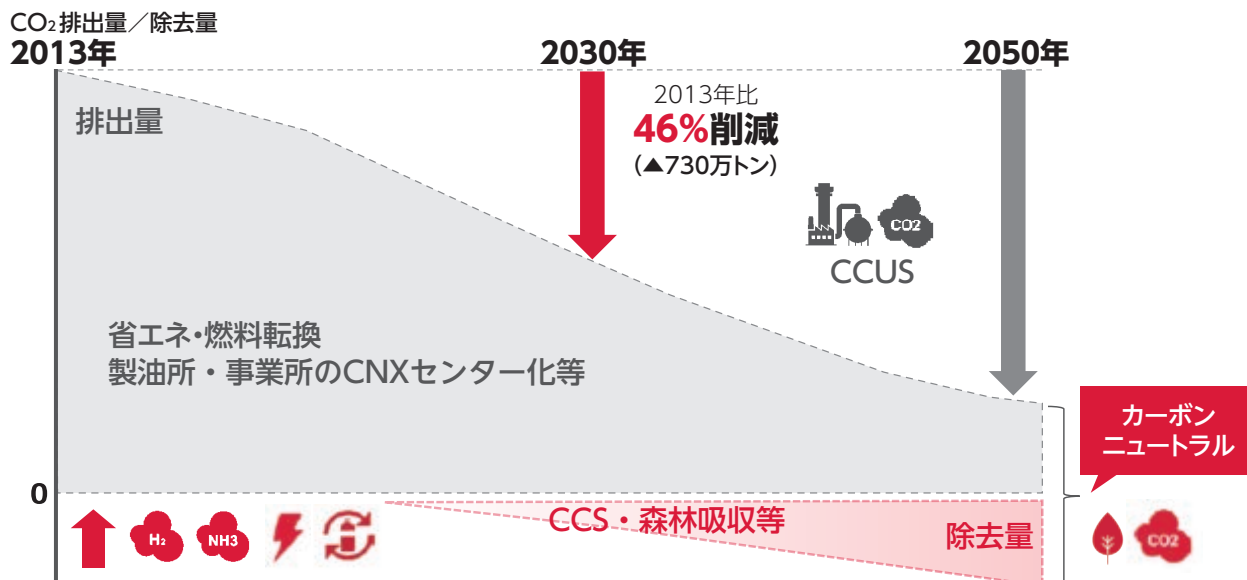 CO₂排出量／除去量
2013年
2030年
2050年
排出量
2013年比
46%削減
(▲730万トン)
CO2
CCUS
省エネ・燃料転換
製油所・事業所のCNXセンター化等
カーボン
ニュートラル
0
H₂
NH3
CCS・森林吸収等
除去量
CO2